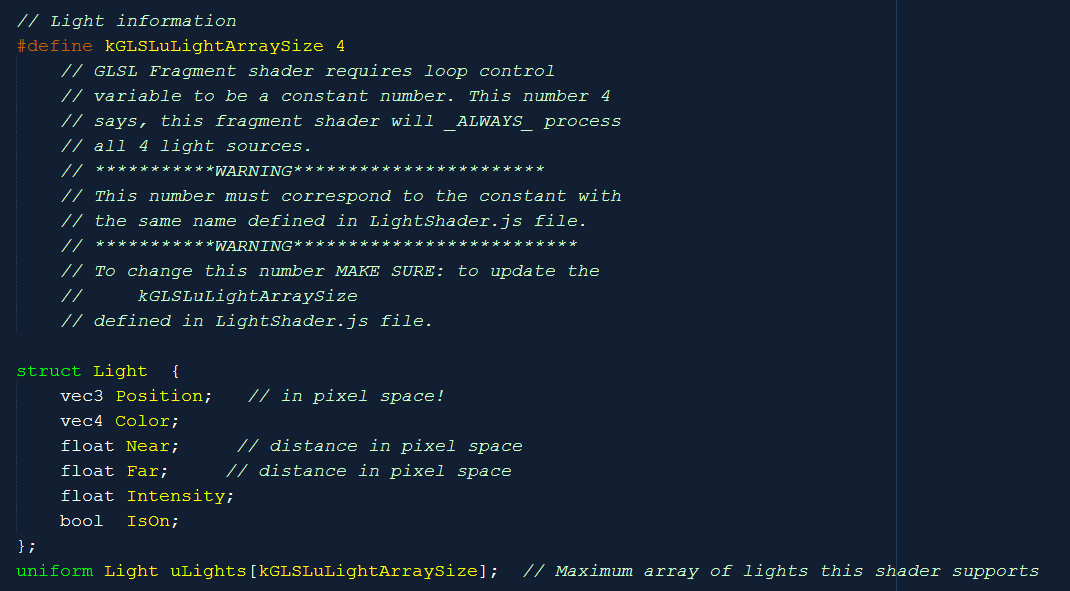 // Light information
#define kGLSLuLightArraySize 4
    // GLSL Fragment shader requires loop control
    // variable to be a constant number. This number 4
    // says, this fragment shader will _ALWAYS_ process
    // all 4 light sources.
    // ***********WARNING***********************
    // This number must correspond to the constant with
    // the same name defined in LightShader.js file.
    // ***********WARNING**************************
    // To change this number MAKE SURE: to update the
    //     kGLSLuLightArraySize
    // defined in LightShader.js file.

struct Light  {
    vec3 Position;   // in pixel space!
    vec4 Color;
    float Near;     // distance in pixel space
    float Far;     // distance in pixel space
    float Intensity;
    bool  IsOn;
};
uniform Light uLights[kGLSLuLightArraySize];  // Maximum array of lights this shader supports